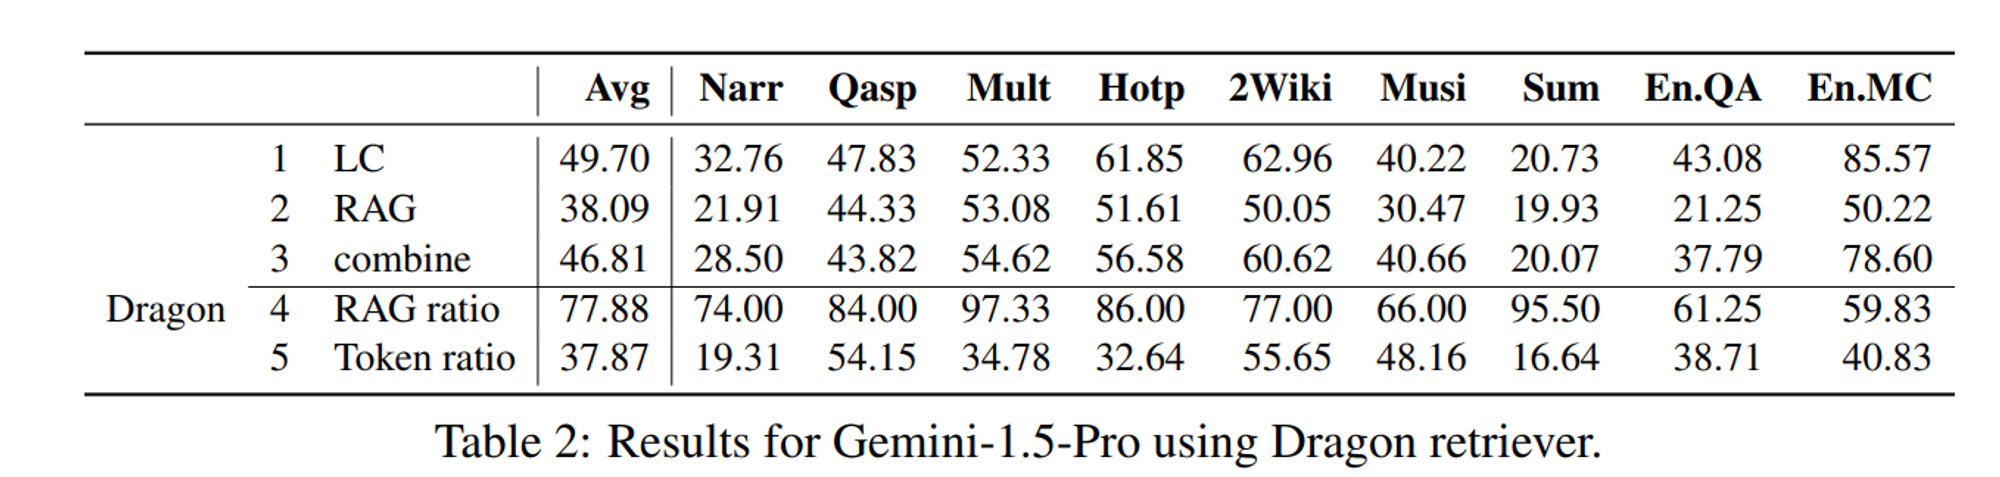 Avg Narr Qasp Mult Hotp 2Wiki Musi Sum En.QA En.MC
1 LC 49.70 32.76 47.83 52.33 61.85 62.96 40.22 20.73 43.08 85.57
2 RAG 38.09 21.91 44.33 53.08 51.61 50.05 30.47 19.93 21.25 50.22
3 combine 46.81 28.50 43.82 54.62 56.58 60.62 40.66 20.07 37.79 78.60
Dragon 4 RAG ratio 77.88 74.00 84.00 97.33 86.00 77.00 66.00 95.50 61.25 59.83
5 Token ratio 37.87 19.31 54.15 34.78 32.64 55.65 48.16 16.64 38.71 40.83
Table 2: Results for Gemini-1.5-Pro using Dragon retriever.